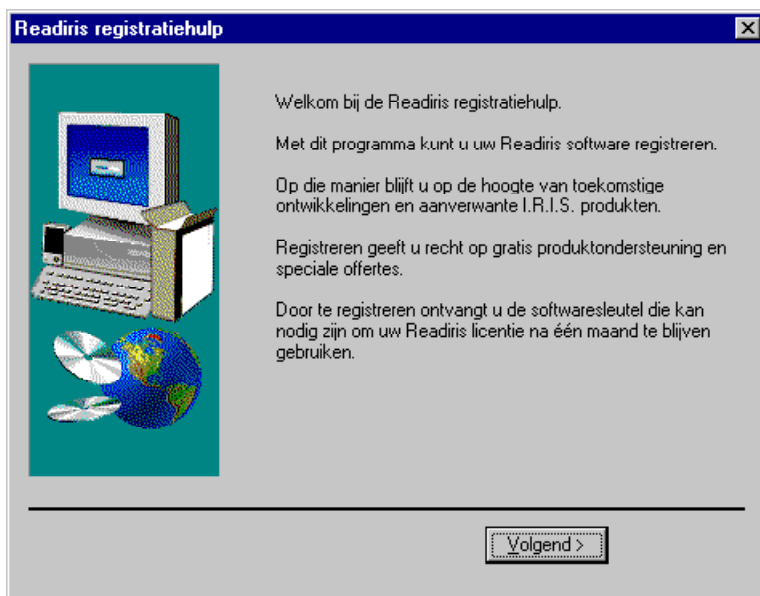 Readiris registratiehulp
Welkom bij de Readiris registratiehulp.
Met dit programma kunt u uw Readiris software registreren.
Op die manier blijft u op de hoogte van toekomstige
ontwikkelingen en aanverwante I.R.I.S. produkten.
Registreren geeft u recht op gratis produktondersteuning en
speciale offertes.
Door te registreren ontvangt u de softwaresleutel die kan
nodig zijn om uw Readiris licentie na één maand te blijven
gebruiken.
Volgend >